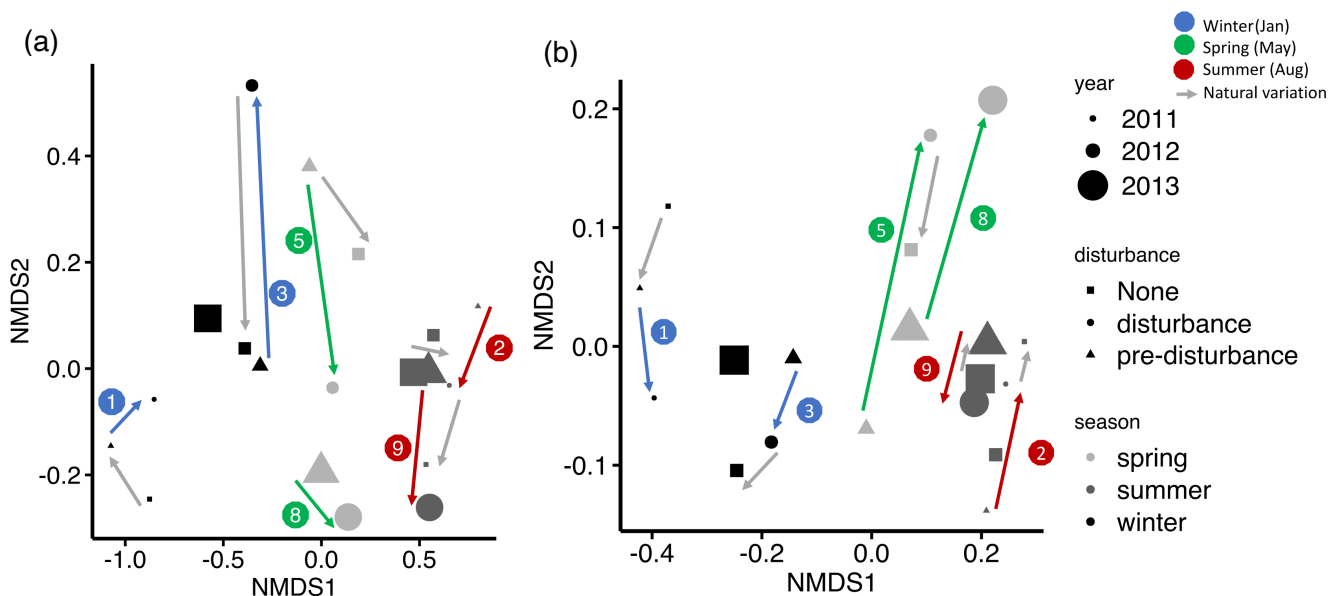 (a)
0.4
0.2
0.0
-0.2
NMDS2
-1.0 -0.5 0.0 0.5
NMDS1
1
3
5
8
2
9
(b)
0.2
0.1
0.0
-0.1
NMDS2
-0.4 -0.2 0.0 0.2
NMDS1
1
3
5
8
9
2
Winter(Jan)
Spring (May)
Summer (Aug)
Natural variation
year
2011
2012
2013
disturbance
None
disturbance
pre-disturbance
season
spring
summer
winter